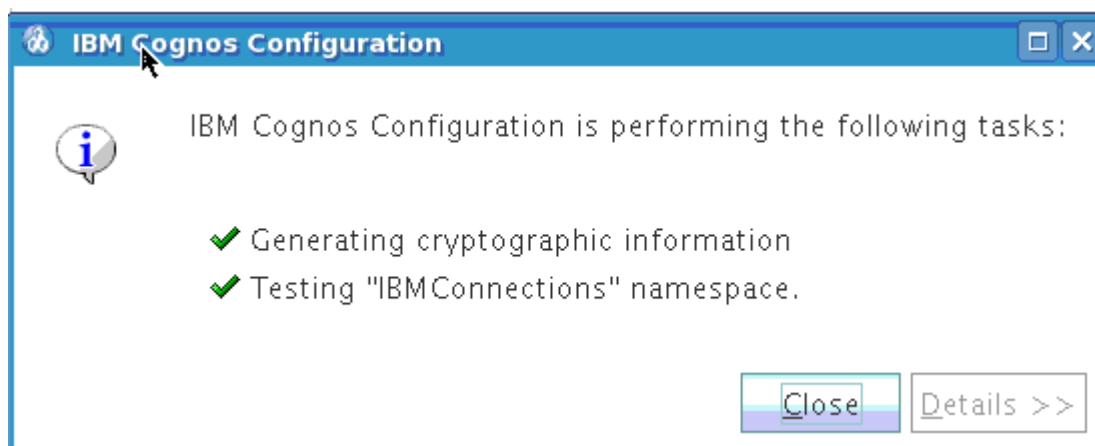 IBM Cognos Configuration
IBM Cognos Configuration is performing the following tasks:
Generating cryptographic information
Testing "IBMConnections" namespace.
Close
Details >>